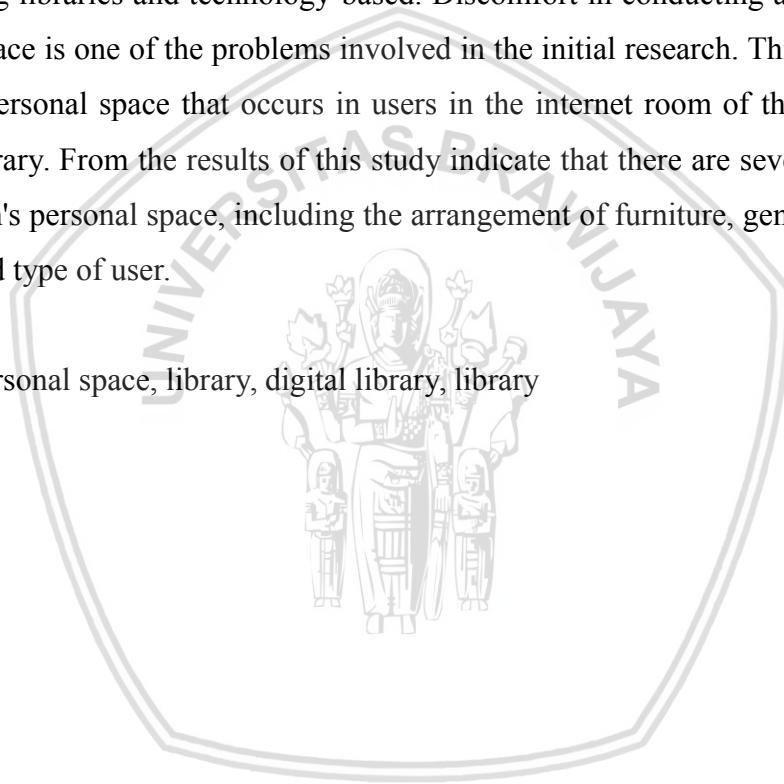 g libraries and technology-based. Discomfort in conducting a
ace is one of the problems involved in the initial research. Th
personal space that occurs in users in the internet room of th
rary. From the results of this study indicate that there are seve
n's personal space, including the arrangement of furniture, gen
d type of user.
rsonal space, library, digital library, library
UNIVERSITAS BRAWIJAYA